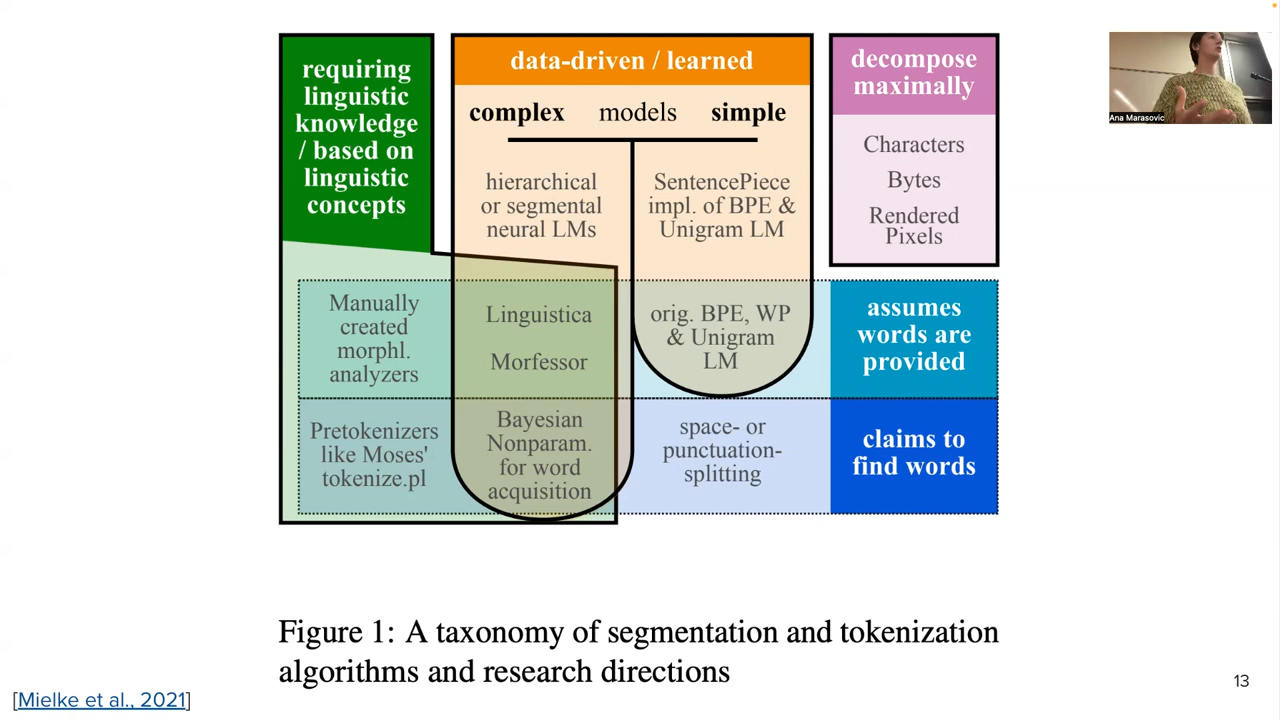 requiring
linguistic
knowledge
/ based on
linguistic
concepts
data-driven / learned
complex models simple
hierarchical
or segmental
neural LMs
SentencePiece
impl. of BPE &
Unigram LM
decompose
maximally
Characters
Bytes
Rendered
Pixels
Manually
created
morphl.
analyzers
Linguistica
Morfessor
orig. BPE, WP
& Unigram
LM
assumes
words are
provided
Pretokenizers
like Moses'
tokenize.pl
Bayesian
Nonparam.
for word
acquisition
space- or
punctuation-
splitting
claims to
find words
Figure 1: A taxonomy of segmentation and tokenization
algorithms and research directions
[Mielke et al., 2021]
13
Ana Marasovic